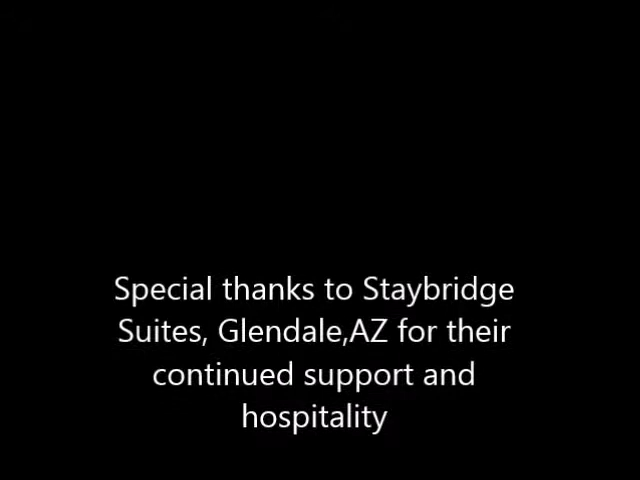 Special thanks to Staybridge
Suites, Glendale,AZ for their
continued support and
hospitality